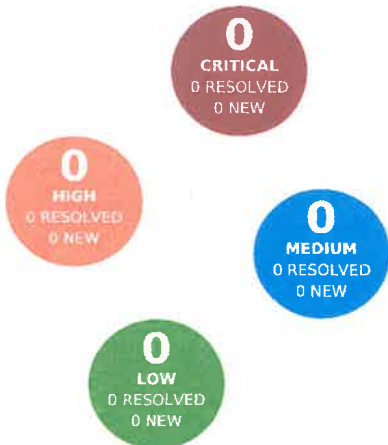 0
CRITICAL
0 RESOLVED
0 NEW
0
HIGH
0 RESOLVED
0 NEW
0
MEDIUM
0 RESOLVED
0 NEW
0
LOW
0 RESOLVED
0 NEW